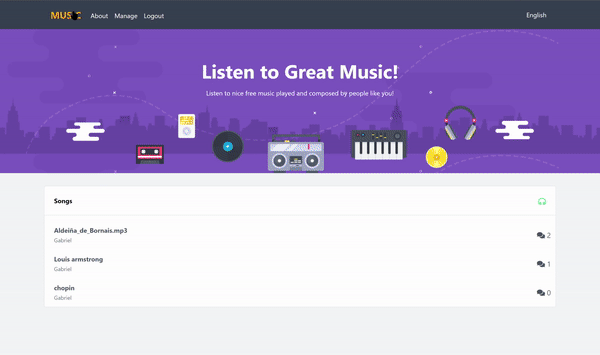 MUSIC About Manage Logout English
Listen to Great Music!
Listen to nice free music played and composed by people like you!
Songs
Aldeiña_de_Bornais.mp3
Gabriel
2
Louis armstrong
Gabriel
1
chopin
Gabriel
0